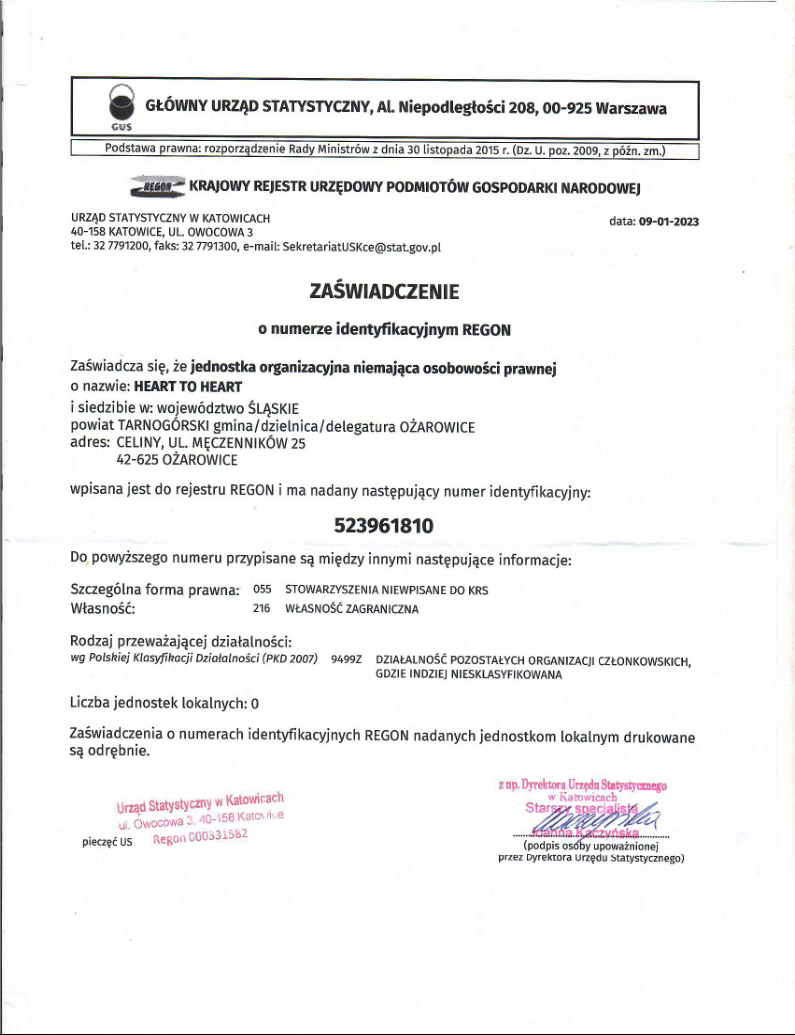 GUS
GŁÓWNY URZĄD STATYSTYCZNY, AL. Niepodległości 208, 00-925 Warszawa
Podstawa prawna: rozporządzenie Rady Ministrów z dnia 30 listopada 2015 r. (Dz. U. poz. 2009, z późn. zm.)
REGON KRAJOWY REJESTR URZĘDOWY PODMIOTÓW GOSPODARKI NARODOWEJ
URZĄD STATYSTYCZNY W KATOWICACH
data: 09-01-2023
40-158 KATOWICE, UL. OWOCOWA 3
tel.: 32 7791200, faks: 32 7791300, e-mail: SekretariatUSKce@stat.gov.pl
ZAŚWIADCZENIE
o numerze identyfikacyjnym REGON
Zaświadcza się, że jednostka organizacyjna niemająca osobowości prawnej
o nazwie: HEART TO HEART
i siedzibie w: województwo ŚLĄSKIE
powiat TARNOGÓRSKI gmina/dzielnica/delegatura OŻAROWICE
adres: CELINY, UL. MĘCZENNIKÓW 25
42-625 OŻAROWICE
wpisana jest do rejestru REGON i ma nadany następujący numer identyfikacyjny:
523961810
Do powyższego numeru przypisane są między innymi następujące informacje:
Szczególna forma prawna: 055 STOWARZYSZENIA NIEWPISANE DO KRS
Własność: 216 WŁASNOŚĆ ZAGRANICZNA
Rodzaj przeważającej działalności:
wg Polskiej Klasyfikacji Działalności (PKD 2007) 9499Z DZIAŁALNOŚĆ POZOSTAŁYCH ORGANIZACJI CZŁONKOWSKICH,
GDZIE INDZIEJ NIESKLASYFIKOWANA
Liczba jednostek lokalnych: 0
Zaświadczenia o numerach identyfikacyjnych REGON nadanych jednostkom lokalnym drukowane
są odrębnie.
Urząd Statystyczny w Katowicach
ul. Owocowa 3, 40-158 Katowice
pieczęć US Regon 000331582
z up. Dyrektora Urzędu Statystycznego
w Katowicach
Starszy specjalista
Joanna Kaczyńska
(podpis osoby upoważnionej
przez Dyrektora Urzędu Statystycznego)